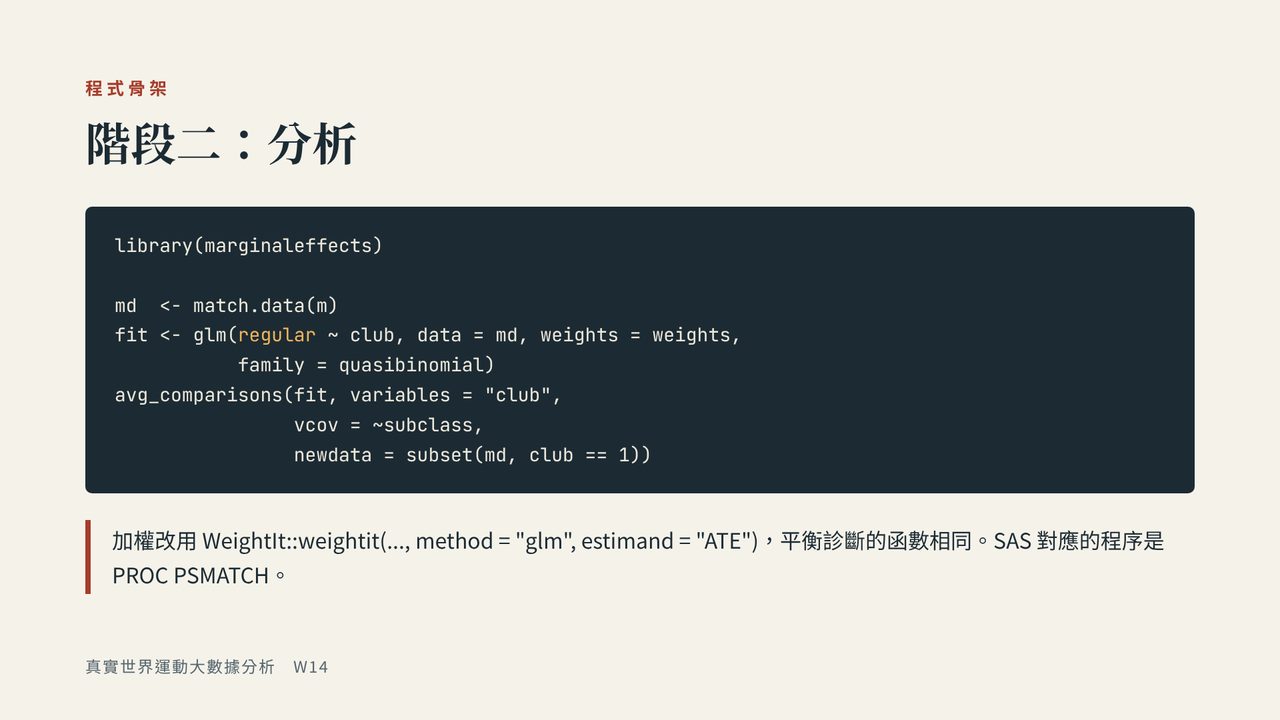 程式骨架
階段二：分析
library(marginaleffects)
md  <- match.data(m)
fit <- glm(regular ~ club, data = md, weights = weights,
           family = quasibinomial)
avg_comparisons(fit, variables = "club",
                vcov = ~subclass,
                newdata = subset(md, club == 1))
加權改用 WeightIt::weightit(..., method = "glm", estimand = "ATE")，平衡診斷的函數相同。SAS 對應的程序是
PROC PSMATCH。
真實世界運動大數據分析　W14